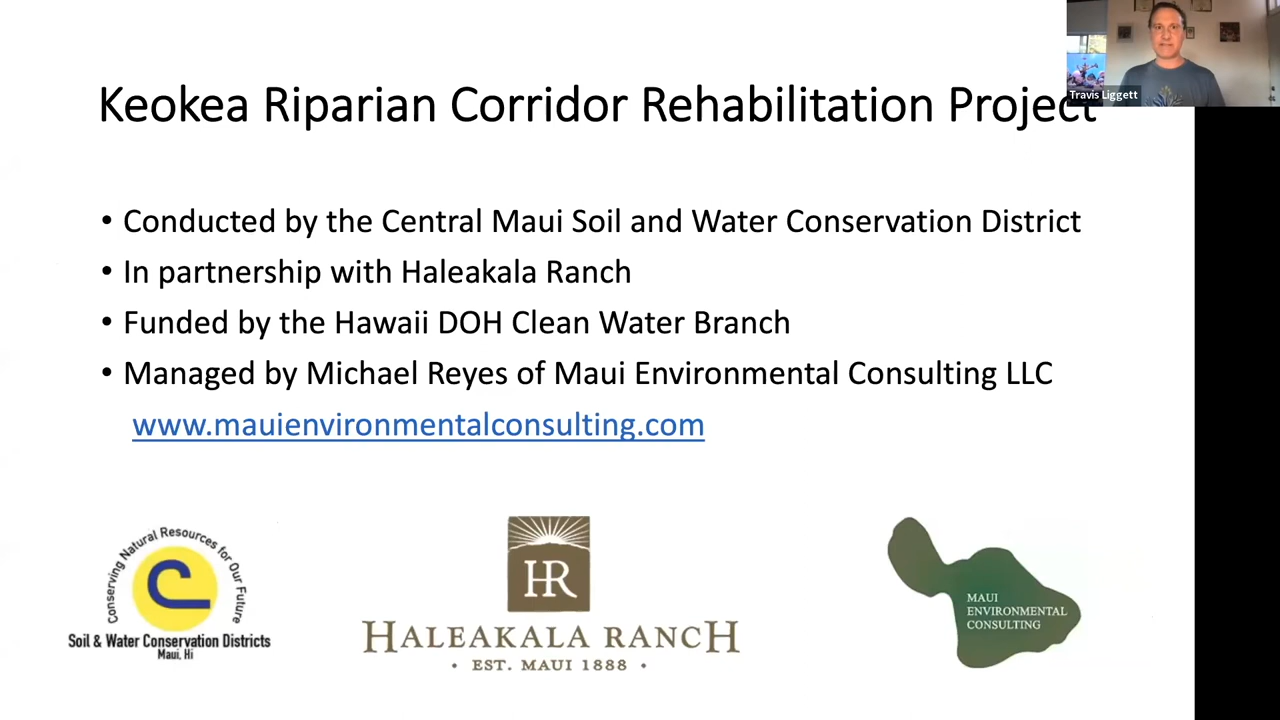 Travis Liggett
Keokea Riparian Corridor Rehabilitation Project
• Conducted by the Central Maui Soil and Water Conservation District
• In partnership with Haleakala Ranch
• Funded by the Hawaii DOH Clean Water Branch
• Managed by Michael Reyes of Maui Environmental Consulting LLC
www.mauienvironmentalconsulting.com
Conserving Natural Resources for Our Future
Soil & Water Conservation Districts
Maui, Hi
HR
HALEAKALA RANCH
• EST. MAUI 1888 •
MAUI
ENVIRONMENTAL
CONSULTING